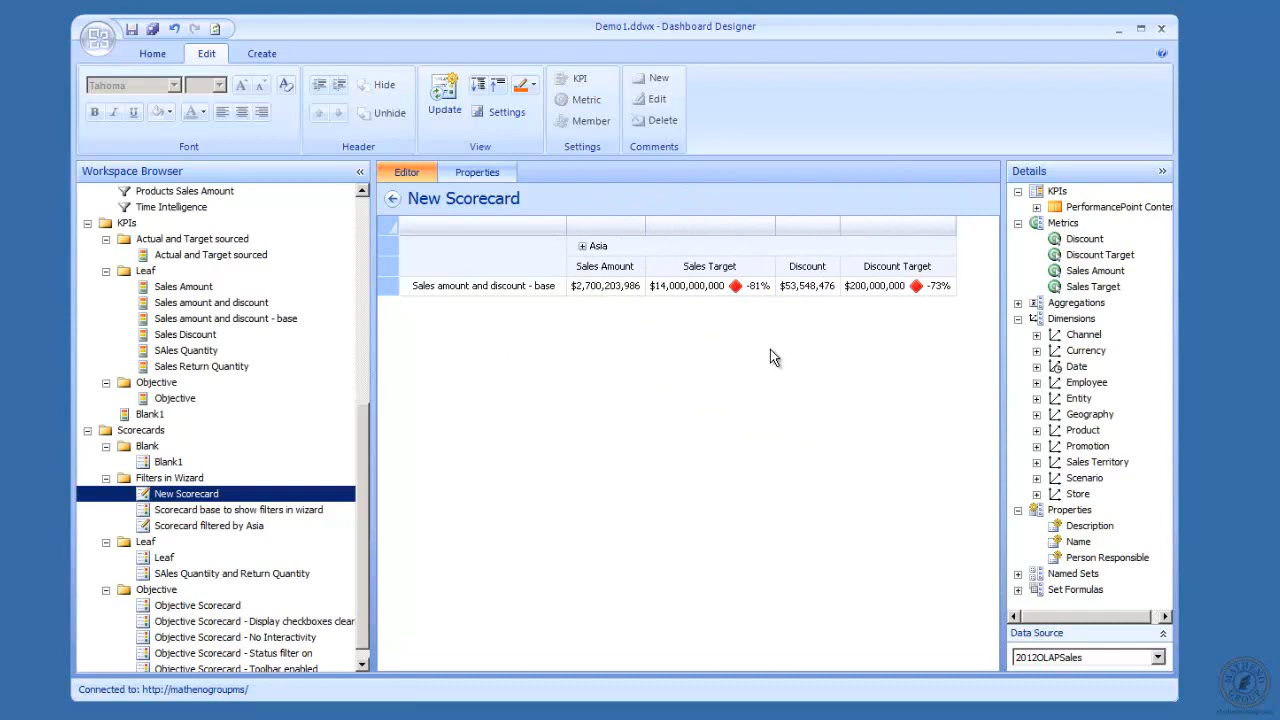 Demo1.ddwx - Dashboard Designer
Home
Edit
Create
Tahoma
Hide
Unhide
Update
Settings
KPI
Metric
Member
New
Edit
Delete
Font
Header
View
Settings
Comments
Workspace Browser
Products Sales Amount
Time Intelligence
KPIs
Actual and Target sourced
Actual and Target sourced
Leaf
Sales Amount
Sales amount and discount
Sales amount and discount - base
Sales Discount
SAles Quantity
Sales Return Quantity
Objective
Objective
Blank1
Scorecards
Blank
Blank1
Filters in Wizard
New Scorecard
Scorecard base to show filters in wizard
Scorecard filtered by Asia
Leaf
Leaf
SAles Quantiity and Return Quantity
Objective
Objective Scorecard
Objective Scorecard - Display checkboxes clear
Objective Scorecard - No Interactivity
Objective Scorecard - Status filter on
Objective Scorecard - Toolbar enabled
Editor
Properties
New Scorecard
Asia
Sales Amount Sales Target Discount Discount Target
Sales amount and discount - base $2,700,203,986 $14,000,000,000 -81% $53,548,476 $200,000,000 -73%
Details
KPIs
PerformancePoint Conter
Metrics
Discount
Discount Target
Sales Amount
Sales Target
Aggregations
Dimensions
Channel
Currency
Date
Employee
Entity
Geography
Product
Promotion
Sales Territory
Scenario
Store
Properties
Description
Name
Person Responsible
Named Sets
Set Formulas
Data Source
2012OLAPSales
Connected to: http://mathenogroupms/